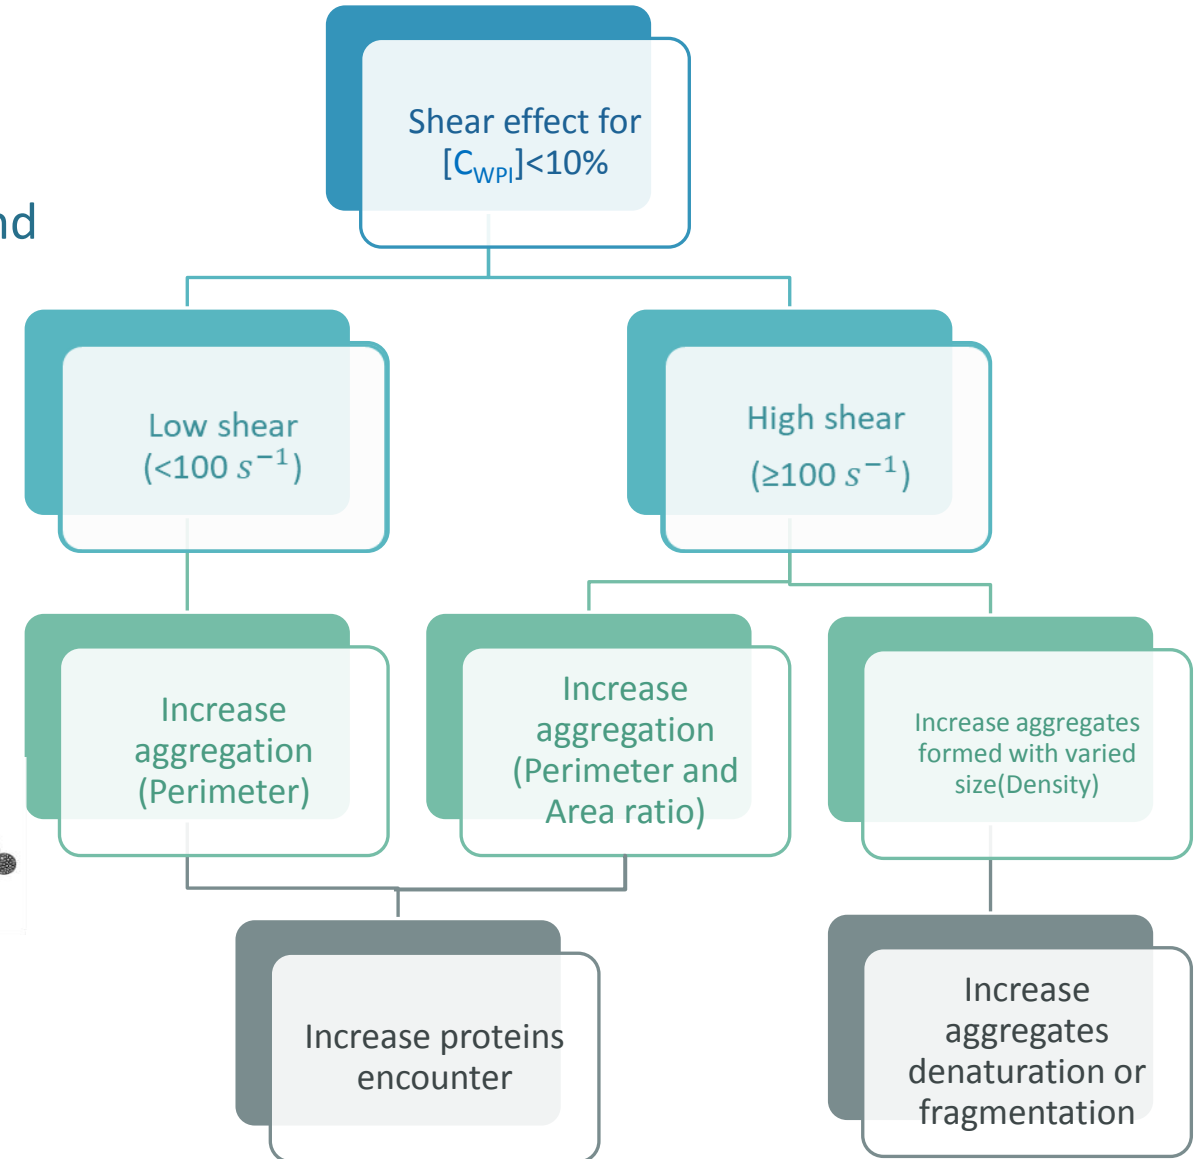 Shear effect for
[C_WPI]<10%
nd
Low shear
(<100 s⁻¹)
High shear
(≥100 s⁻¹)
Increase
aggregation
(Perimeter)
Increase
aggregation
(Perimeter and
Area ratio)
Increase aggregates
formed with varied
size(Density)
Increase proteins
encounter
Increase
aggregates
denaturation or
fragmentation